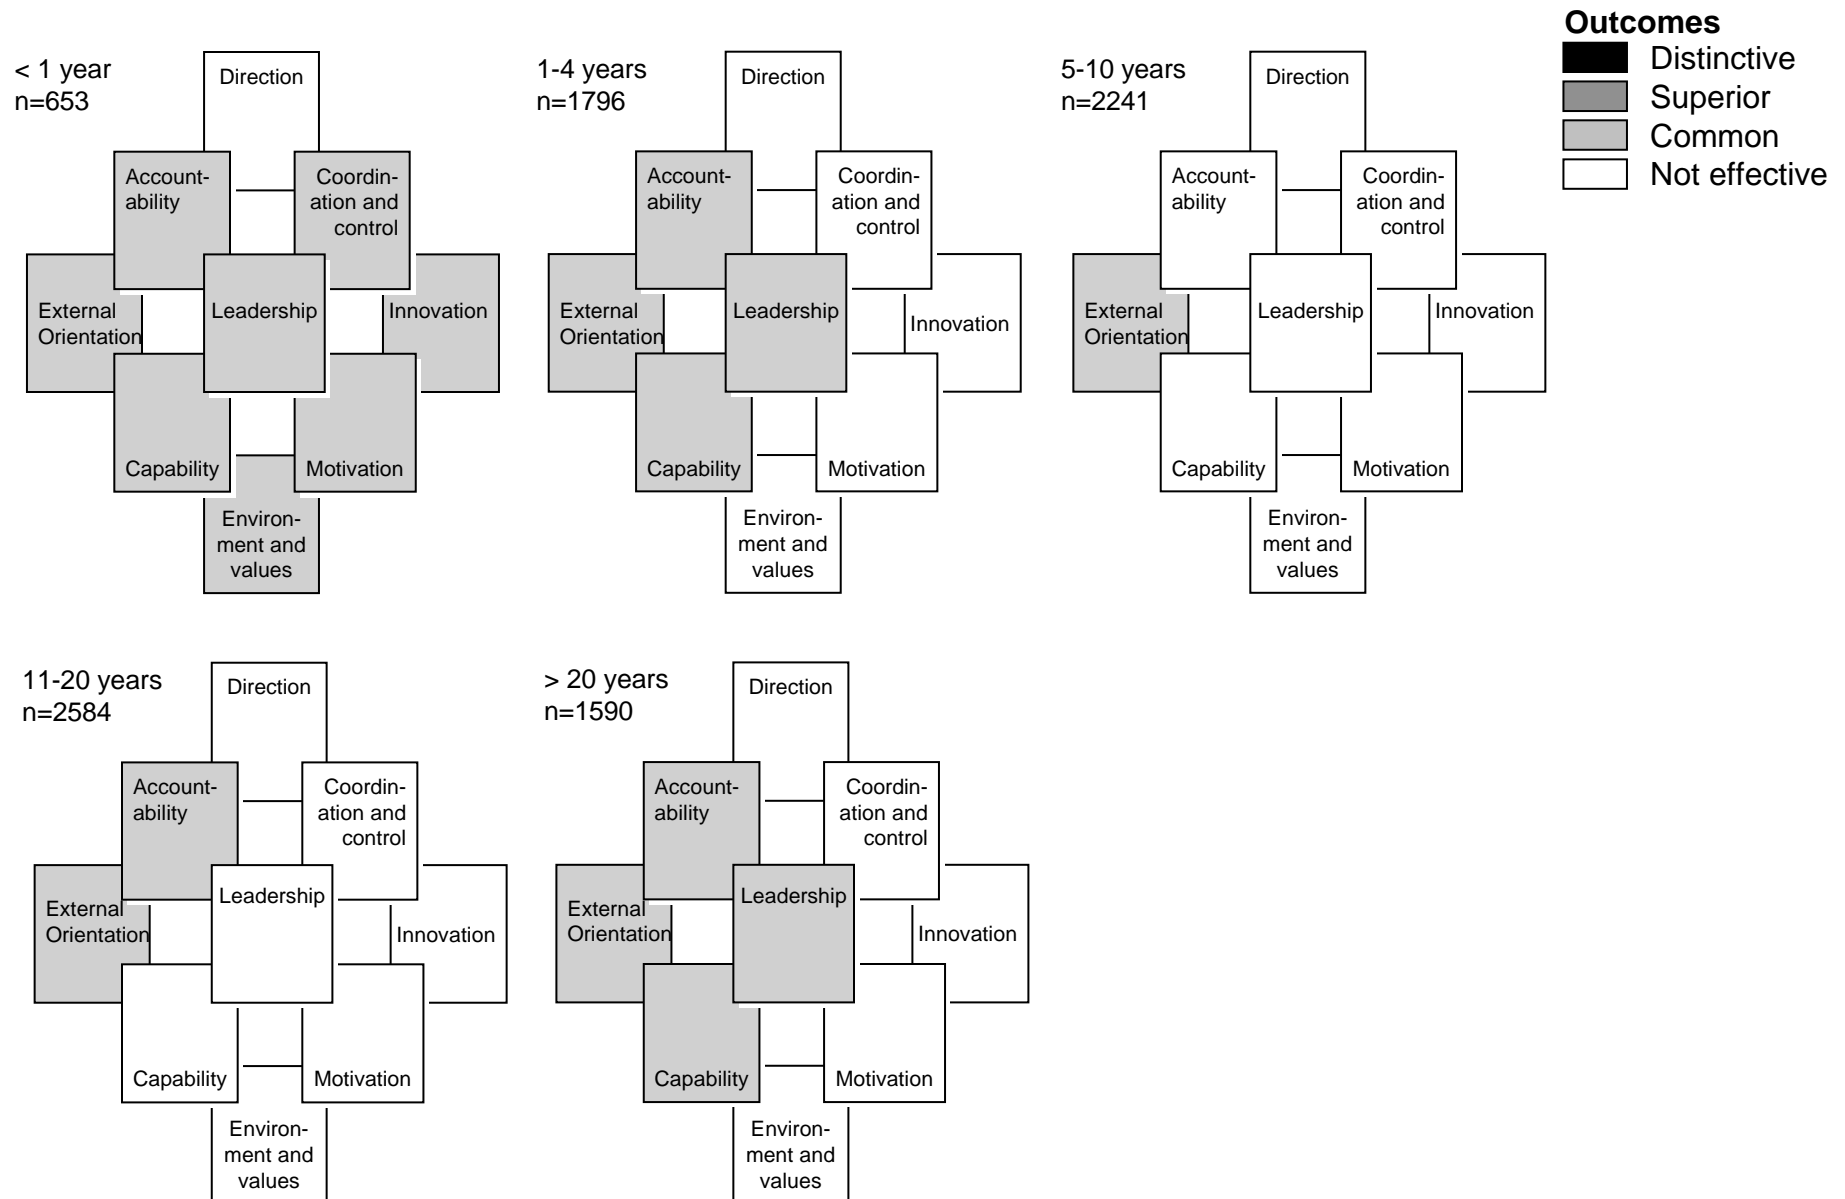 Outcomes
Distinctive
Superior
Common
Not effective
< 1 year
n=653
Direction
Account-
ability
Coordin-
ation and
control
External
Orientation
Leadership
Innovation
Capability
Motivation
Environ-
ment and
values
1-4 years
n=1796
Direction
Account-
ability
Coordin-
ation and
control
External
Orientation
Leadership
Innovation
Capability
Motivation
Environ-
ment and
values
5-10 years
n=2241
Direction
Account-
ability
Coordin-
ation and
control
External
Orientation
Leadership
Innovation
Capability
Motivation
Environ-
ment and
values
11-20 years
n=2584
Direction
Account-
ability
Coordin-
ation and
control
Leadership
External
Orientation
Innovation
Capability
Motivation
Environ-
ment and
values
> 20 years
n=1590
Direction
Account-
ability
Coordin-
ation and
control
Leadership
External
Orientation
Innovation
Capability
Motivation
Environ-
ment and
values